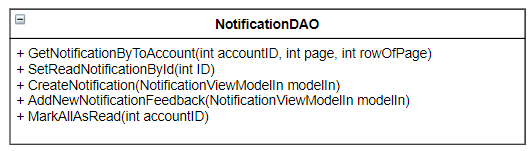 NotificationDAO
+ GetNotificationByToAccount(int accountID, int page, int rowOfPage)
+ SetReadNotificationById(int ID)
+ CreateNotification(NotificationViewModelIn modelIn)
+ AddNewNotificationFeedback(NotificationViewModelIn modelIn)
+ MarkAllAsRead(int accountID)